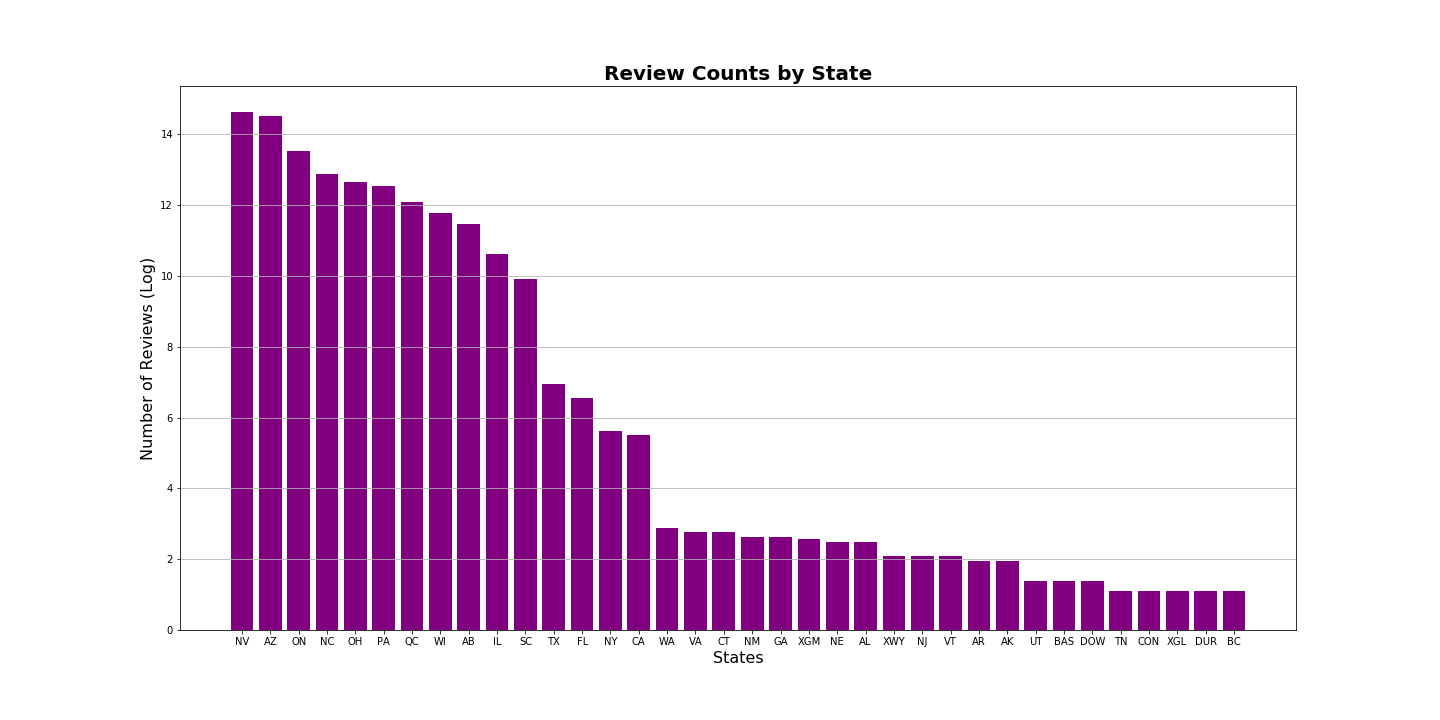 Review Counts by State
Number of Reviews (Log)
14
12
10
8
6
4
2
0
NV AZ ON NC OH PA QC WI AB IL SC TX FL NY CA WA VA CT NM GA XGM NE AL XWY NJ VT AR AK UT BAS DOW TN CON XGL DUR BC
States